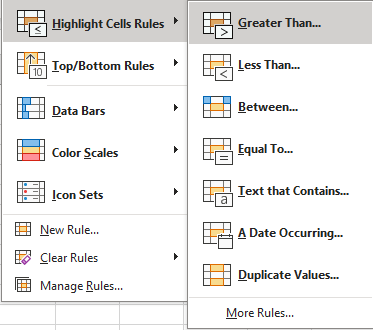 Highlight Cells Rules
Top/Bottom Rules
10
Data Bars
Color Scales
Icon Sets
New Rule...
Clear Rules
Manage Rules...
Greater Than...
Less Than...
Between...
Equal To...
Text that Contains...
a
A Date Occurring...
Duplicate Values...
More Rules...